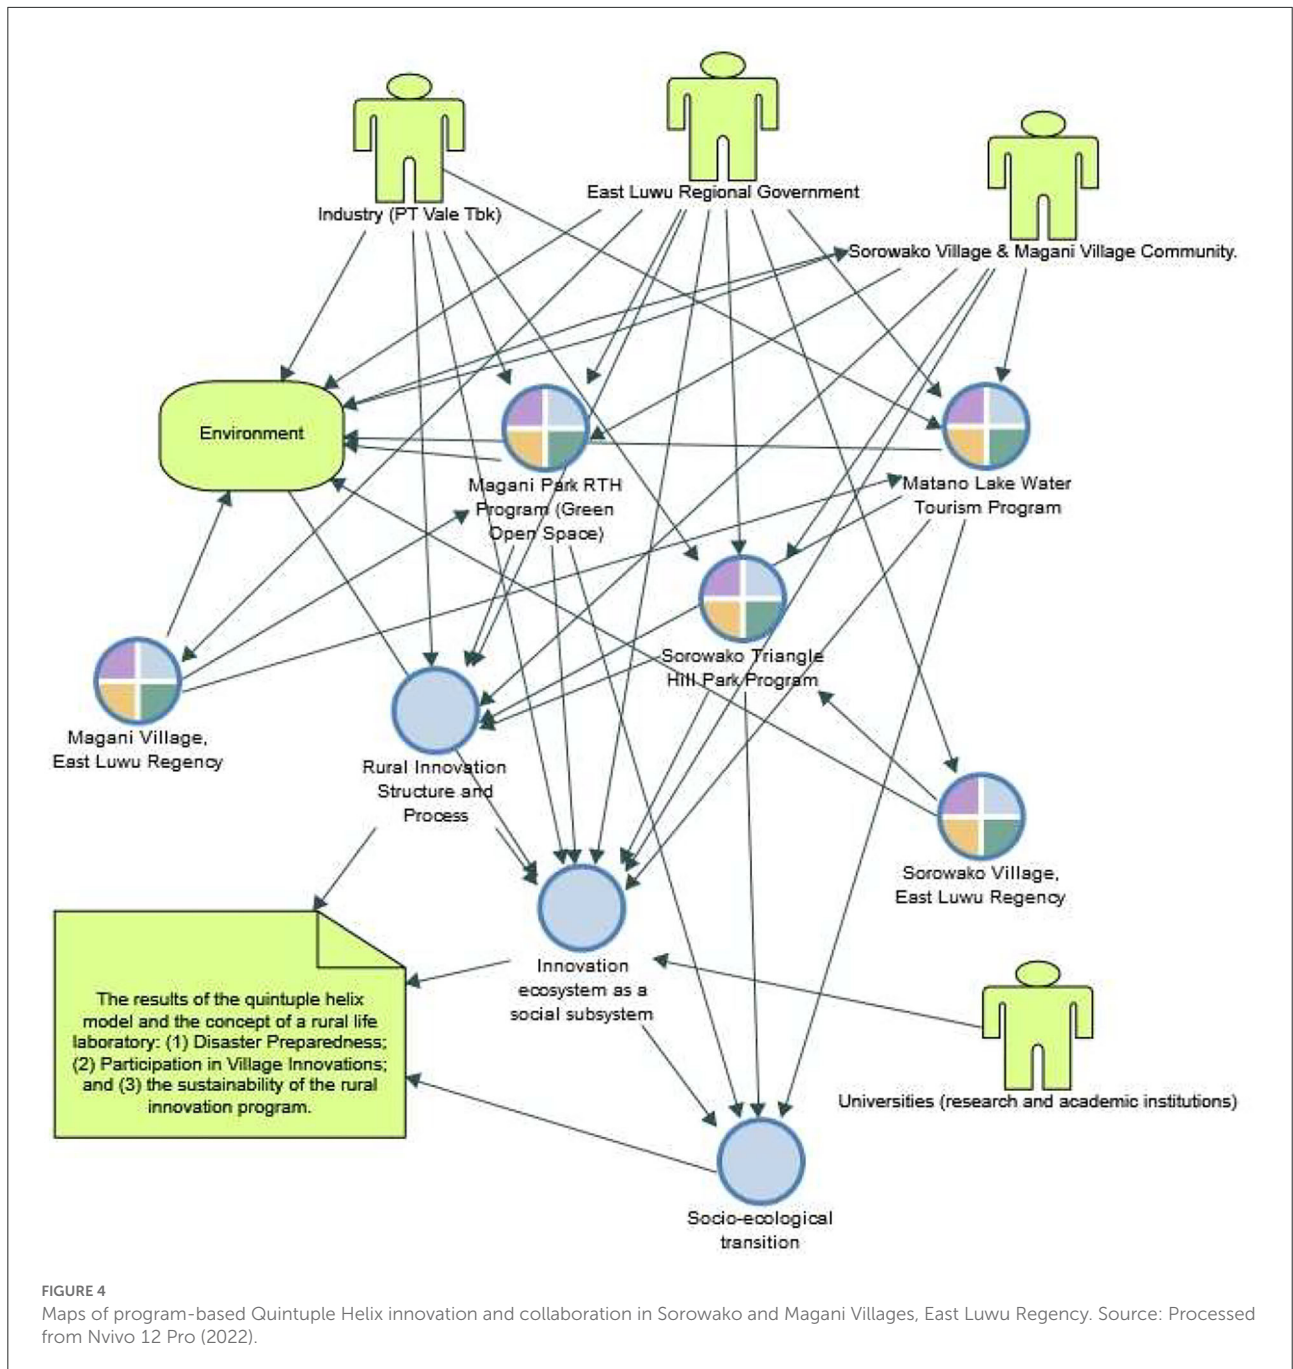 East Luwu Regional Government
Industry (PT Vale Tbk)
Sorowako Village & Magani Village Community.
Environment
Magani Park RTH
Program (Green
Open Space)
Matano Lake Water
Tourism Program
Sorowako Triangle
Hill Park Program
Magani Village,
East Luwu Regency
Rural Innovation
Structure and
Process
Sorowako Village,
East Luwu Regency
Innovation
ecosystem as a
social subsystem
The results of the quintuple helix
model and the concept of a rural life
laboratory: (1) Disaster Preparedness;
(2) Participation in Village Innovations;
and (3) the sustainability of the rural
innovation program.
Universities (research and academic institutions)
Socio-ecological
transition
FIGURE 4
Maps of program-based Quintuple Helix innovation and collaboration in Sorowako and Magani Villages, East Luwu Regency. Source: Processed
from Nvivo 12 Pro (2022).